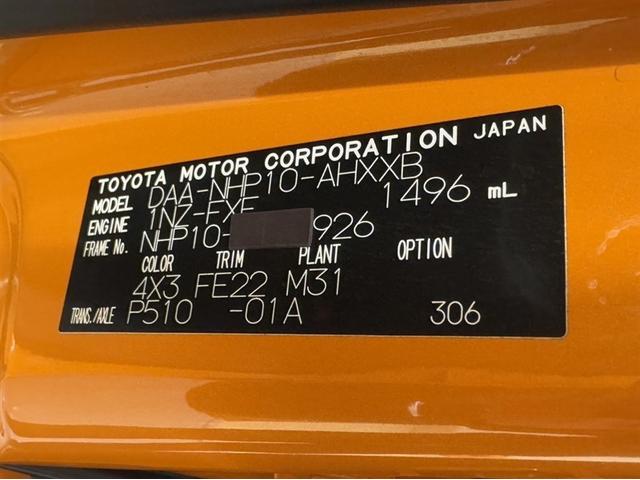 TOYOTA MOTOR CORPORATION JAPAN
MODEL DAA-NHP10-AHXXB
ENGINE 1NZ-FXE 1496 mL
FRAME No. NHP10- 926
COLOR TRIM PLANT OPTION
4X3 FE22 M31
TRANS./AXLE P510 -01A 306